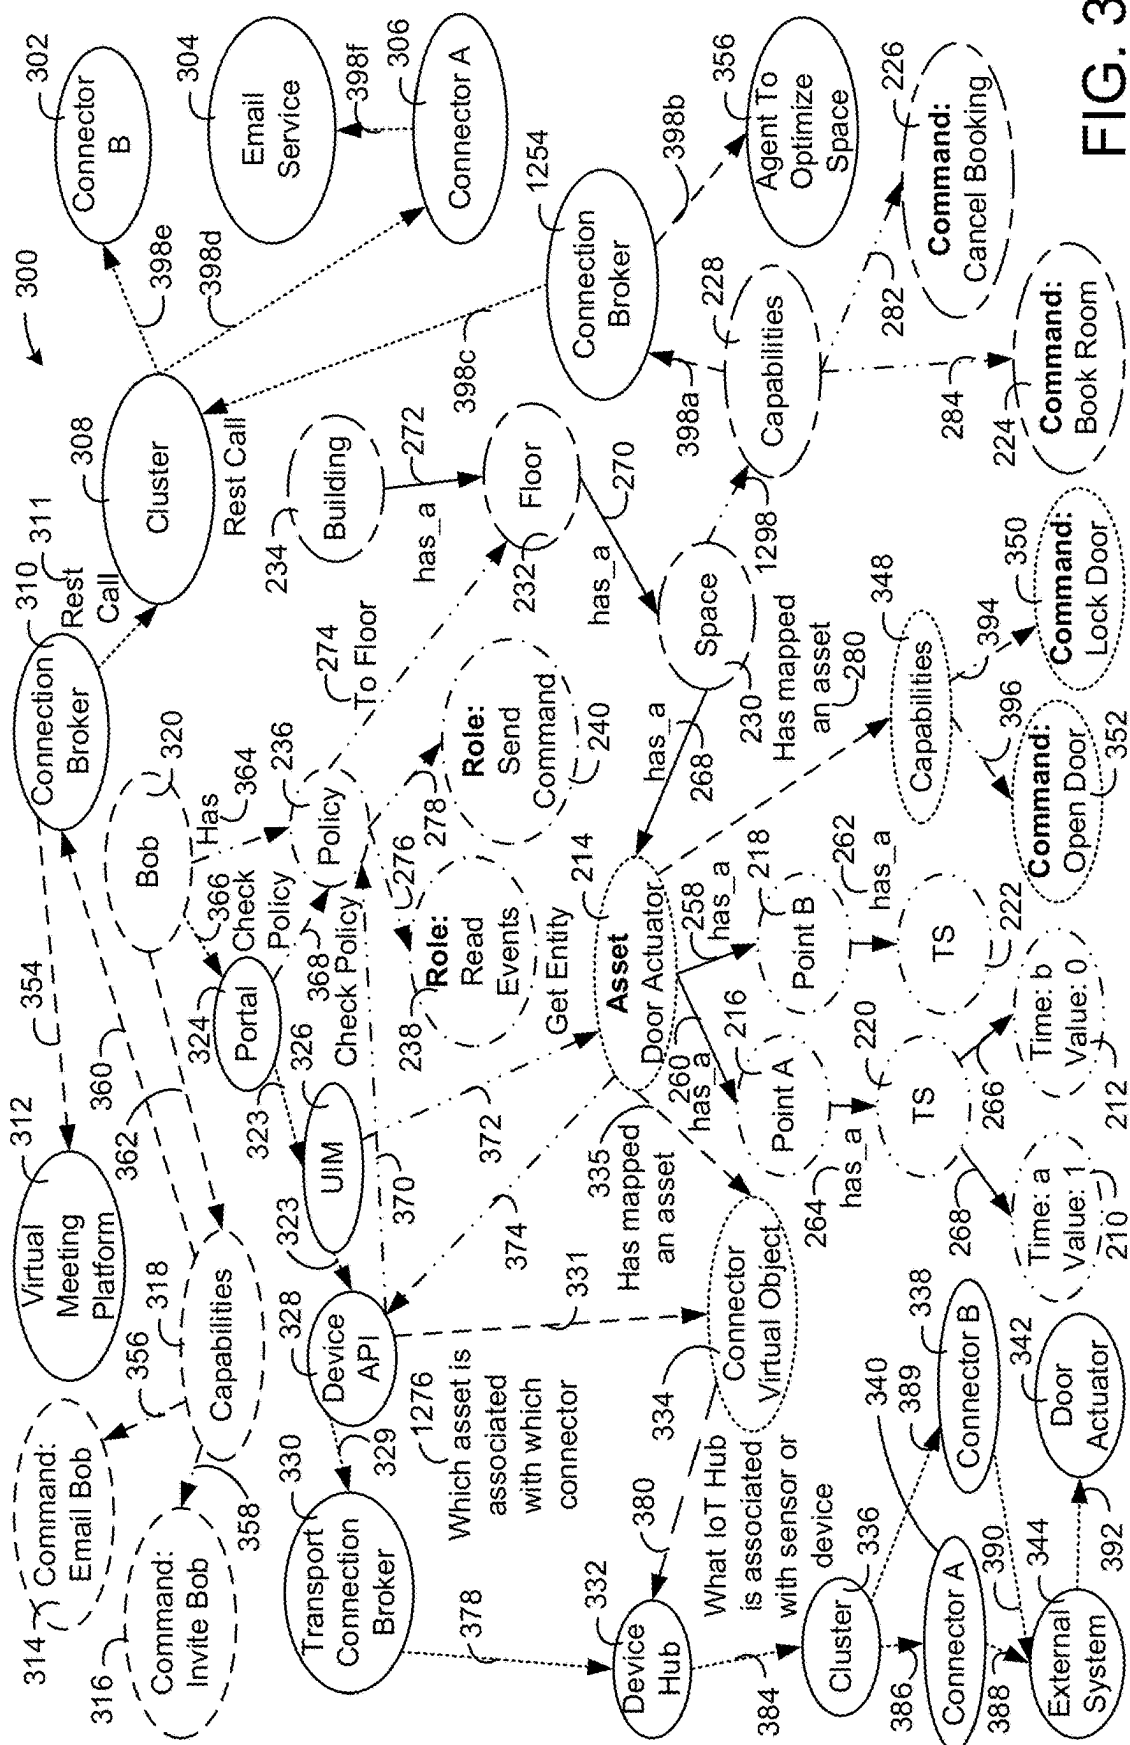 300
314
Command:
Email Bob
316
Command:
Invite Bob
356
358
318
Capabilities
312
Virtual
Meeting
Platform
354
360
362
310
Connection
Broker
311
Rest
Call
308
Cluster
Rest Call
398e
398d
302
Connector
B
304
Email
Service
398f
306
Connector A
320
Bob
Has
364
366
Check
Policy
324
Portal
323
368
Check Policy
236
Policy
274
To Floor
234
Building
has_a
272
232
Floor
398c
1254
Connection
Broker
398b
356
Agent To
Optimize
Space
326
UIM
323
328
Device
API
370
372
374
329
330
Transport
Connection
Broker
1276
Which asset is
associated
with which
connector
331
276
278
238
Role:
Read
Events
Role:
Send
Command
240
Get Entity
has_a
270
230
Space
has_a
268
1298
398a
228
Capabilities
282
226
Command:
Cancel Booking
284
224
Command:
Book Room
214
Asset
Door Actuator
Has mapped
an asset
280
335
Has mapped
an asset
260
has_a
258
has_a
216
Point A
218
Point B
264
has_a
262
has_a
220
TS
TS
222
268
266
Time: a
Value: 1
210
Time: b
Value: 0
212
348
Capabilities
394
396
350
Command:
Lock Door
Command:
Open Door
352
378
332
Device
Hub
380
334
Connector
Virtual Object
What IoT Hub
is associated
with sensor or
device
384
336
Cluster
340
389
338
Connector B
386
Connector A
388
390
344
External
System
392
342
Door
Actuator
FIG. 3